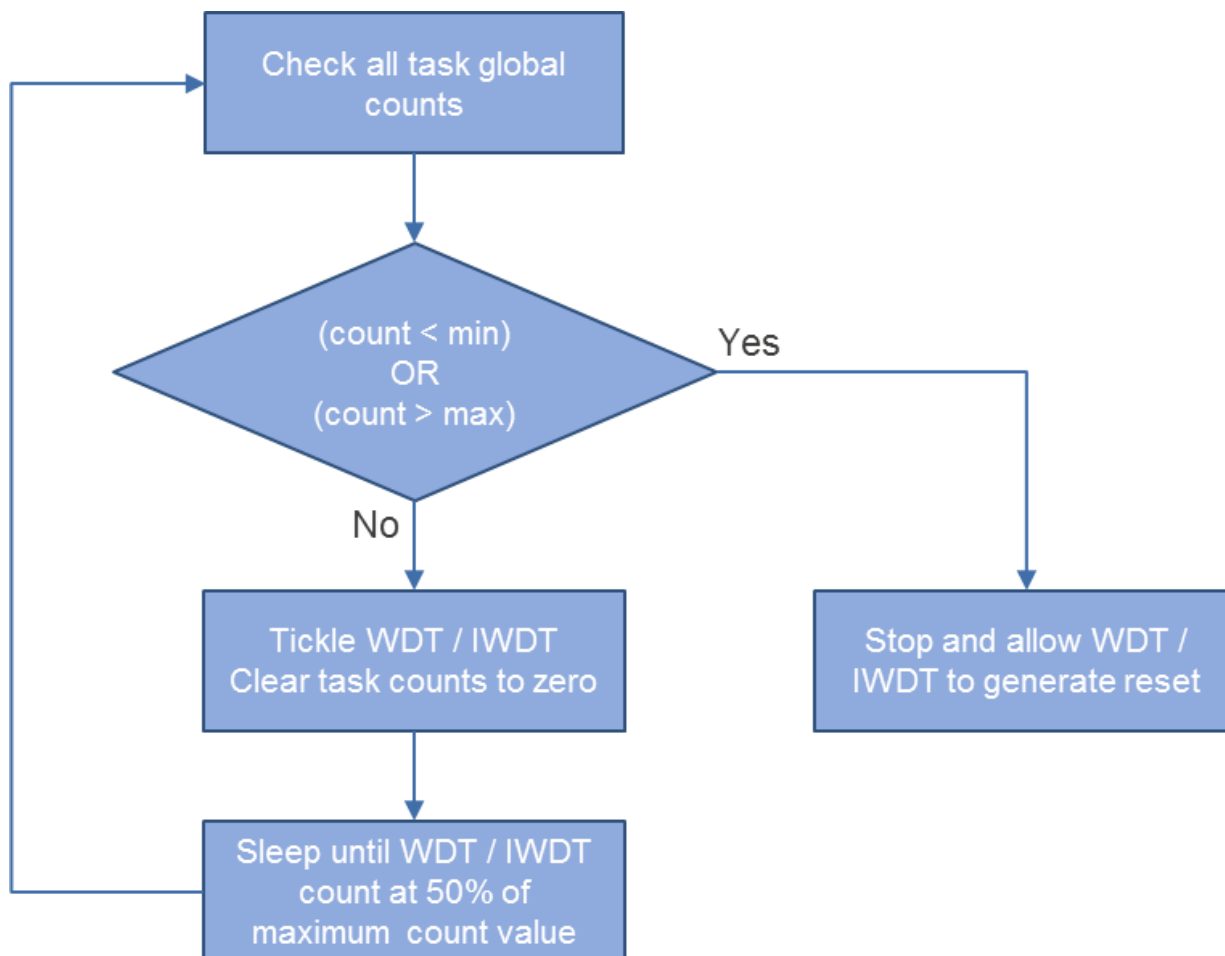 Check all task global
counts
(count < min)
OR
(count > max)
Yes
No
Tickle WDT / IWDT
Clear task counts to zero
Stop and allow WDT /
IWDT to generate reset
Sleep until WDT / IWDT
count at 50% of
maximum count value